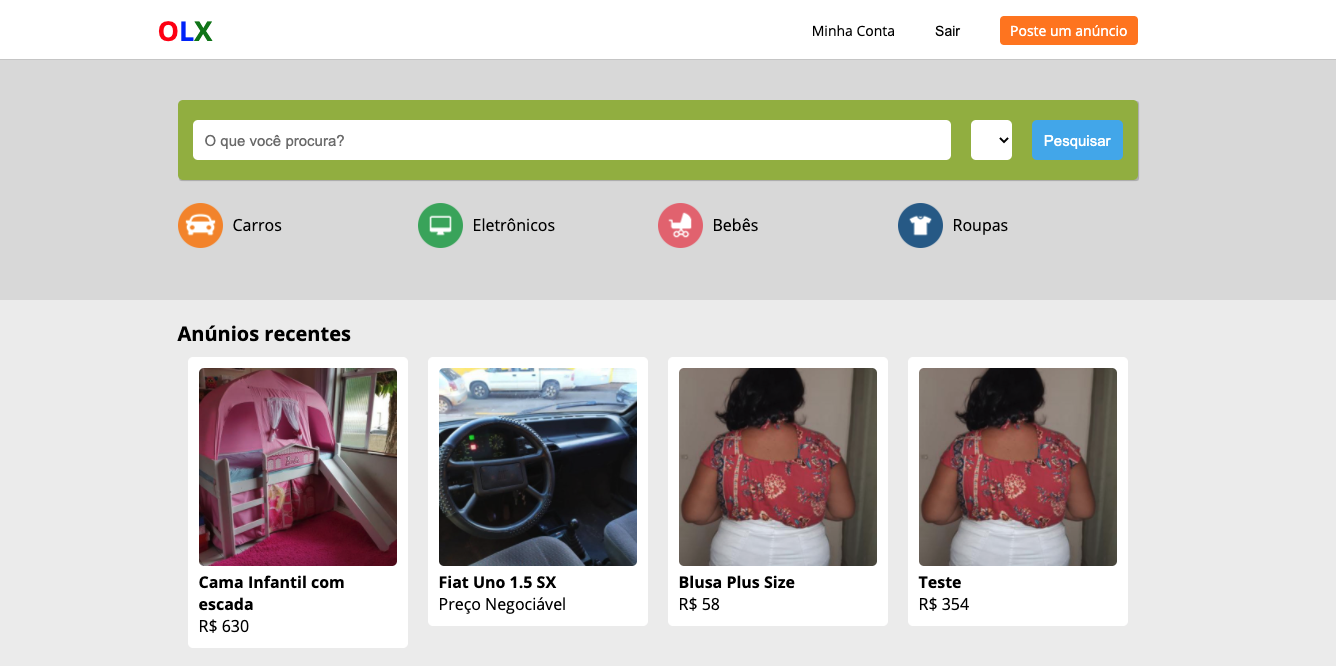 OLX
Minha Conta
Sair
Poste um anúncio
O que você procura?
Pesquisar
Carros
Eletrônicos
Bebês
Roupas
Anúnios recentes
Cama Infantil com
escada
R$ 630
Fiat Uno 1.5 SX
Preço Negociável
Blusa Plus Size
R$ 58
Teste
R$ 354